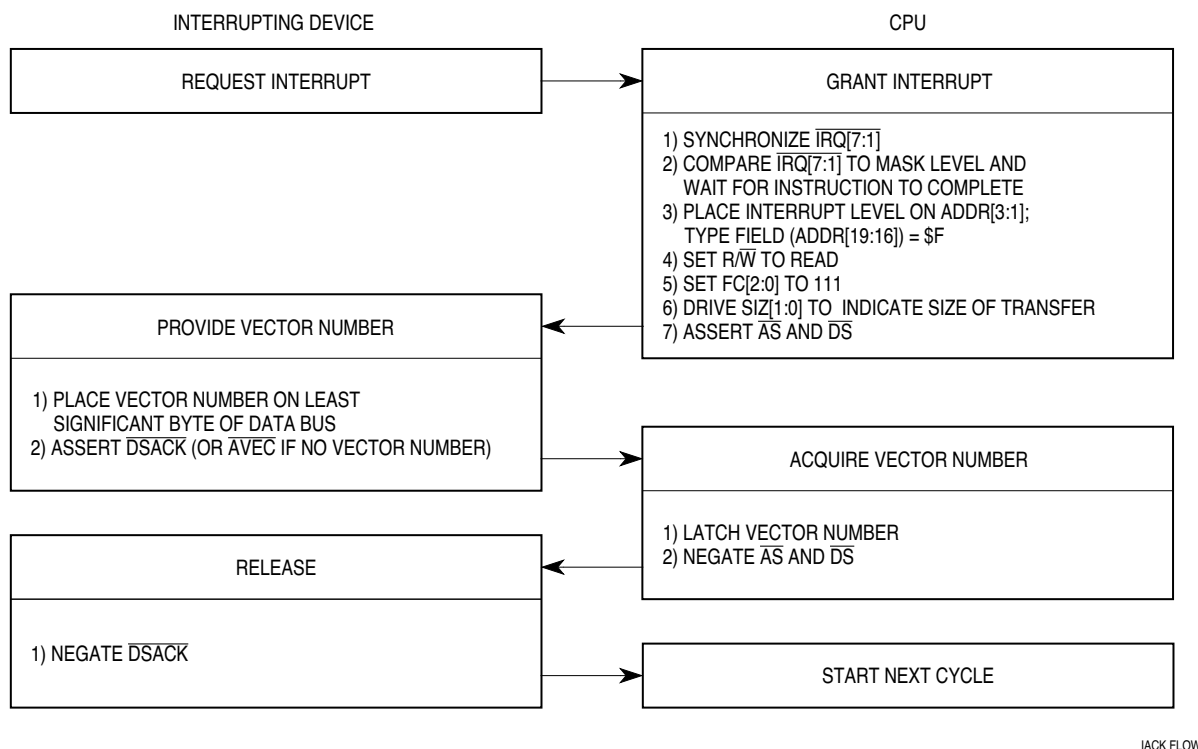 INTERRUPTING DEVICE
CPU
REQUEST INTERRUPT
GRANT INTERRUPT
1) SYNCHRONIZE IRQ[7:1]
2) COMPARE IRQ[7:1] TO MASK LEVEL AND
WAIT FOR INSTRUCTION TO COMPLETE
3) PLACE INTERRUPT LEVEL ON ADDR[3:1];
TYPE FIELD (ADDR[19:16]) = $F
4) SET R/W TO READ
5) SET FC[2:0] TO 111
6) DRIVE SIZ[1:0] TO INDICATE SIZE OF TRANSFER
7) ASSERT AS AND DS
PROVIDE VECTOR NUMBER
1) PLACE VECTOR NUMBER ON LEAST
SIGNIFICANT BYTE OF DATA BUS
2) ASSERT DSACK (OR AVEC IF NO VECTOR NUMBER)
ACQUIRE VECTOR NUMBER
1) LATCH VECTOR NUMBER
2) NEGATE AS AND DS
RELEASE
1) NEGATE DSACK
START NEXT CYCLE
IACK FLOW